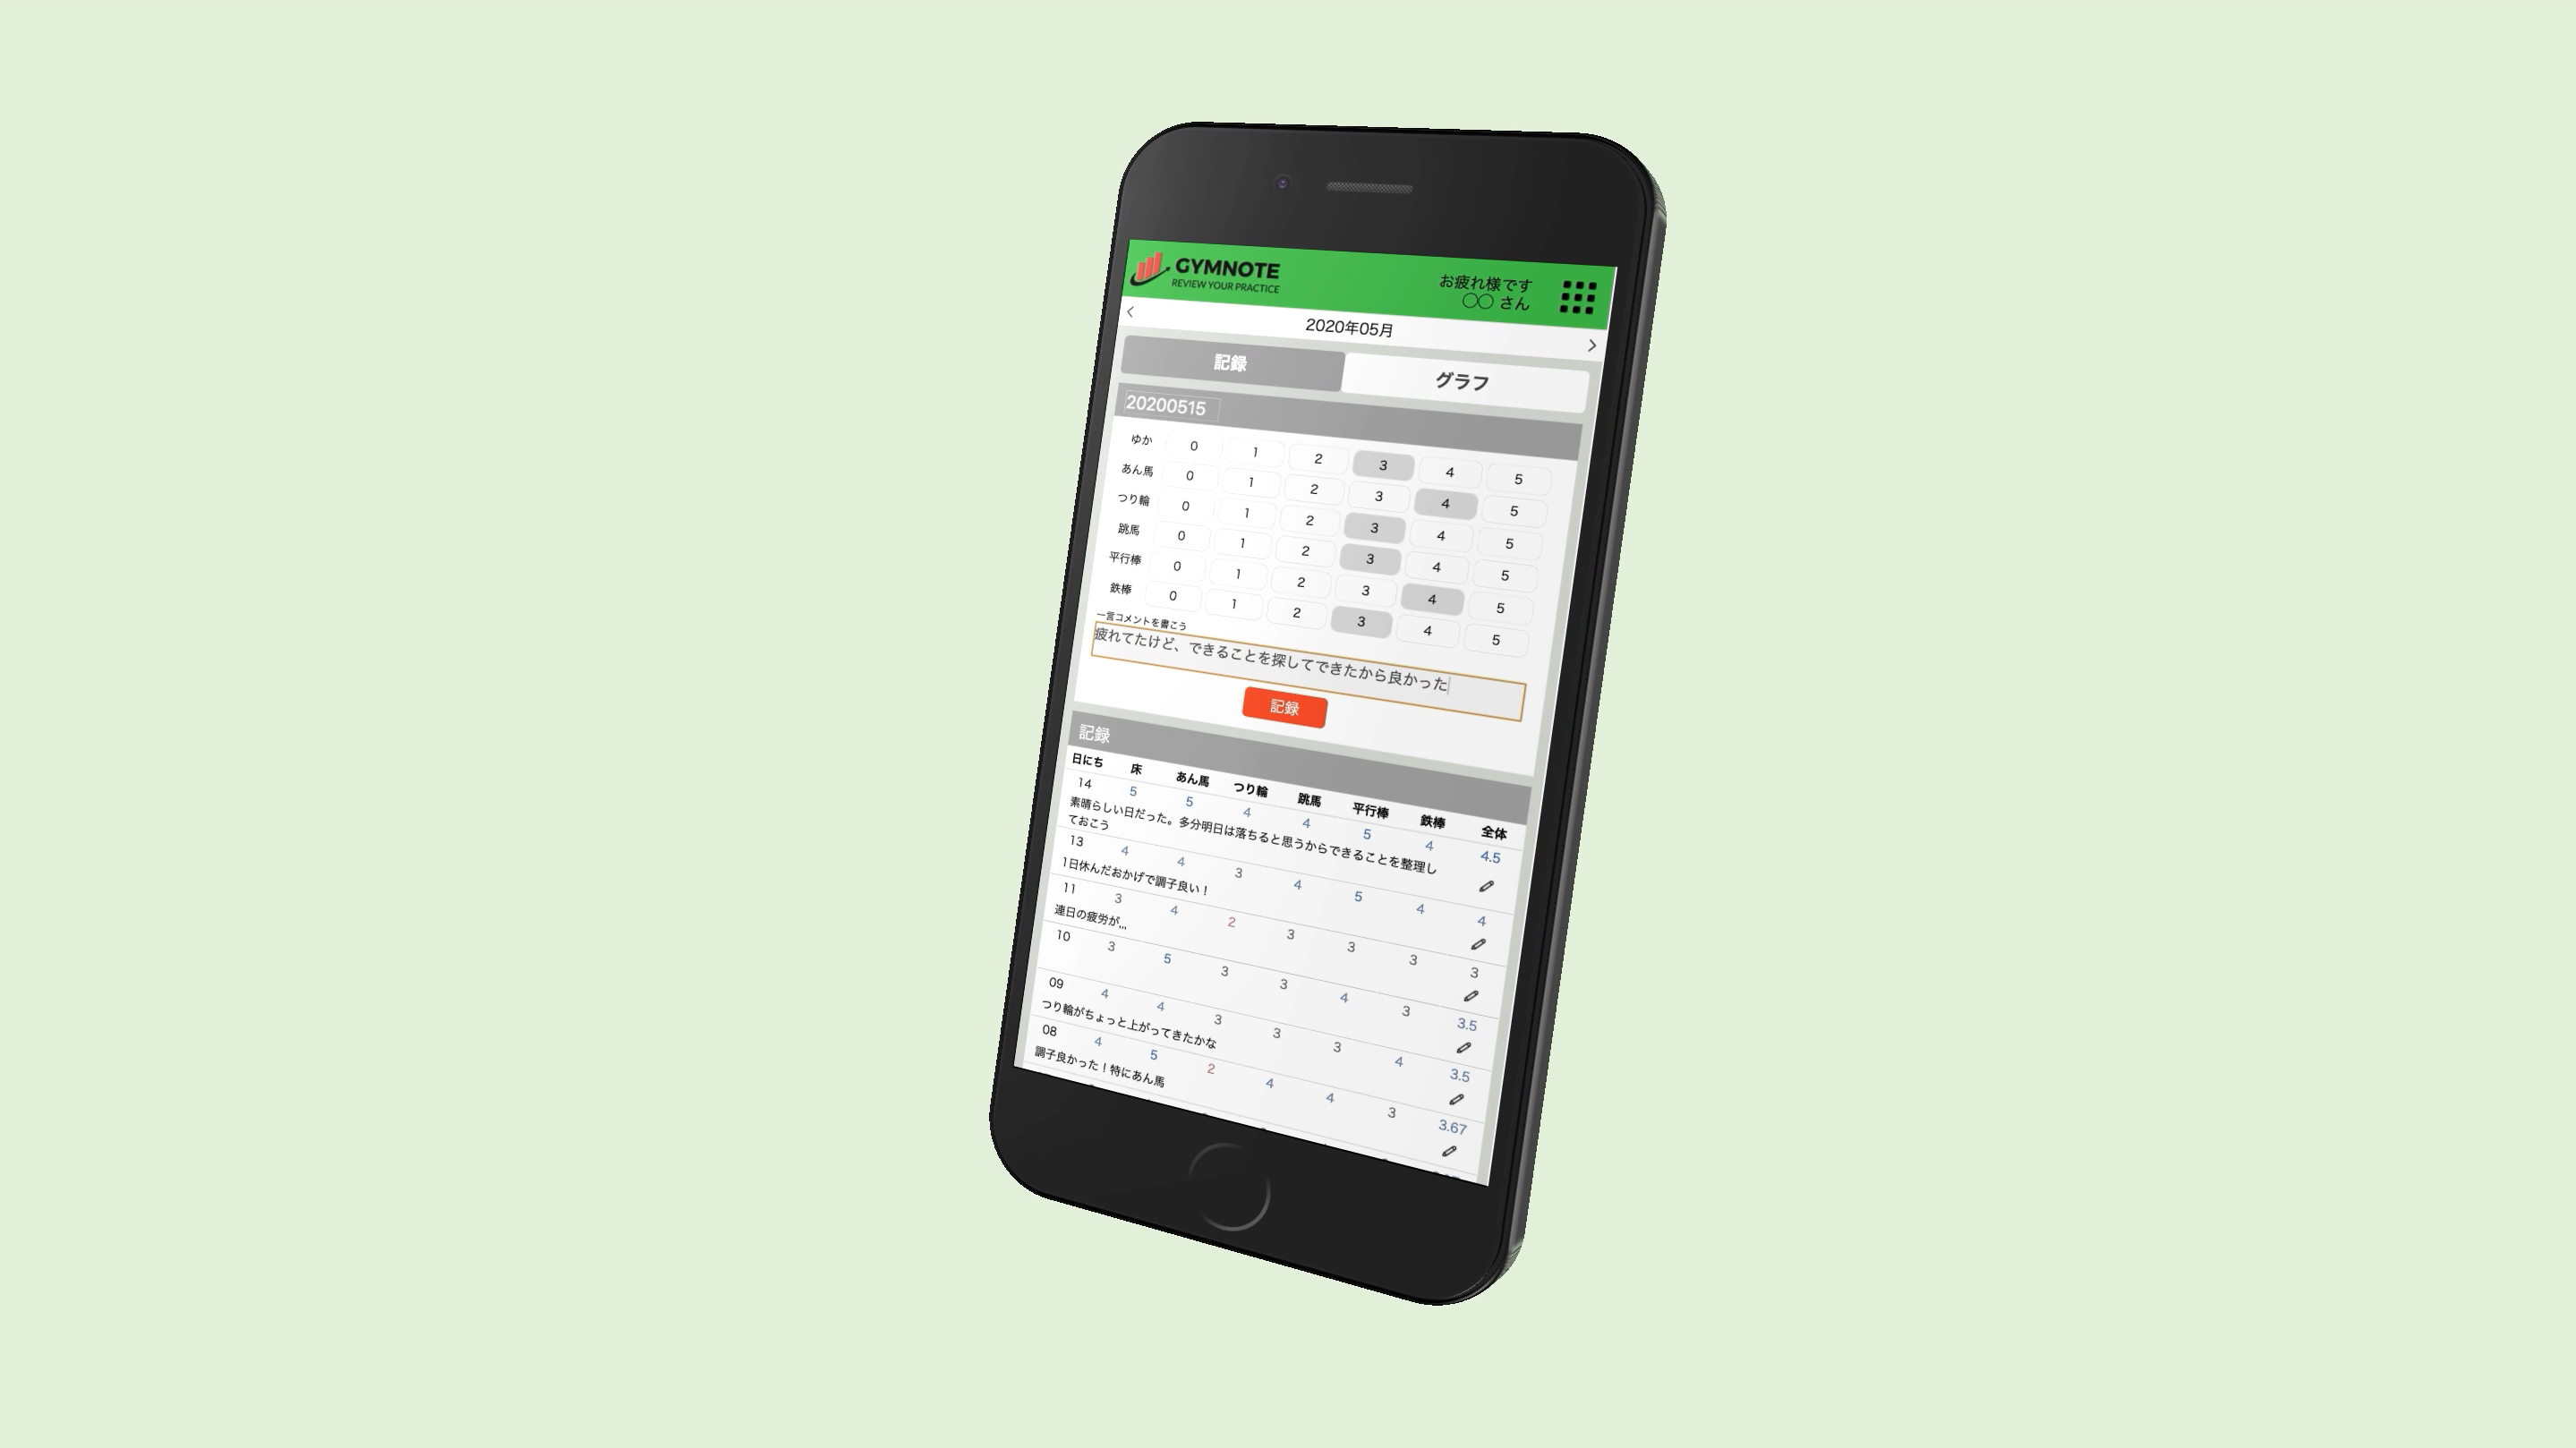 GYMNOTE
REVIEW YOUR PRACTICE
お疲れ様です
○○ さん
2020年05月
記録 グラフ
20200515
ゆか 0 1 2 3 4 5
あん馬 0 1 2 3 4 5
つり輪 0 1 2 3 4 5
跳馬 0 1 2 3 4 5
平行棒 0 1 2 3 4 5
鉄棒 0 1 2 3 4 5
一言コメントを書こう
疲れてたけど、できることを探してできたから良かった
記録
記録
日にち 床 あん馬 つり輪 跳馬 平行棒 鉄棒 全体
14 5 5 4 4 5 4 4.5
素晴らしい日だった。多分明日は落ちると思うからできることを整理し
ておこう
13 4 4 3 4 5 4 4
1日休んだおかげで調子良い！
11 3 4 2 3 3 3 3
連日の疲労が,,,
10 3 5 3 3 4 3 3.5
09 4 4 3 3 3 4 3.5
つり輪がちょっと上がってきたかな
08 4 5 2 4 4 3 3.67
調子良かった！特にあん馬